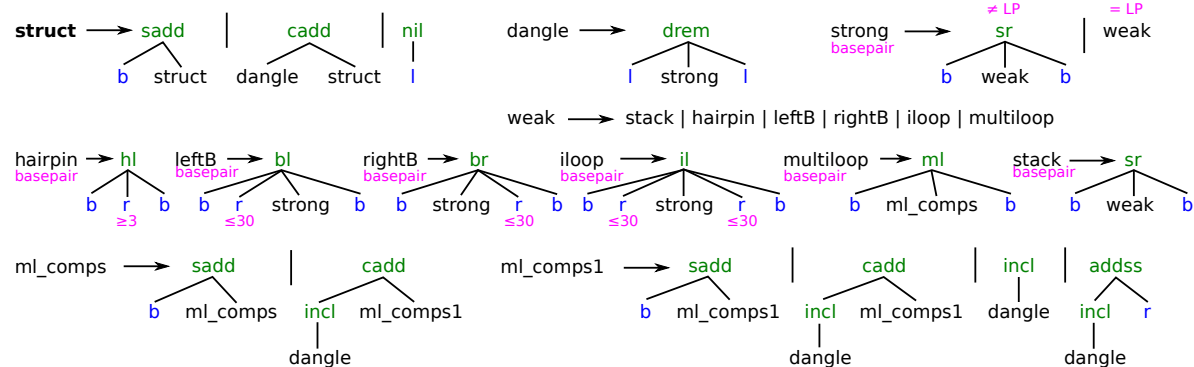 ≠ LP = LP
struct sadd | cadd | nil dangle drem strong sr | weak
basepair
b struct dangle struct l l strong l b weak b
weak stack | hairpin | leftB | rightB | iloop | multiloop
hairpin hl leftB bl rightB br iloop il multiloop ml stack sr
basepair basepair basepair basepair basepair basepair
b r b b r strong b b strong r b b r strong r b b ml_comps b b weak b
≥3 ≤30 ≤30 ≤30 ≤30
ml_comps sadd | cadd ml_comps1 sadd | cadd | incl | addss
b ml_comps incl ml_comps1 b ml_comps1 incl ml_comps1 dangle incl r
dangle dangle dangle